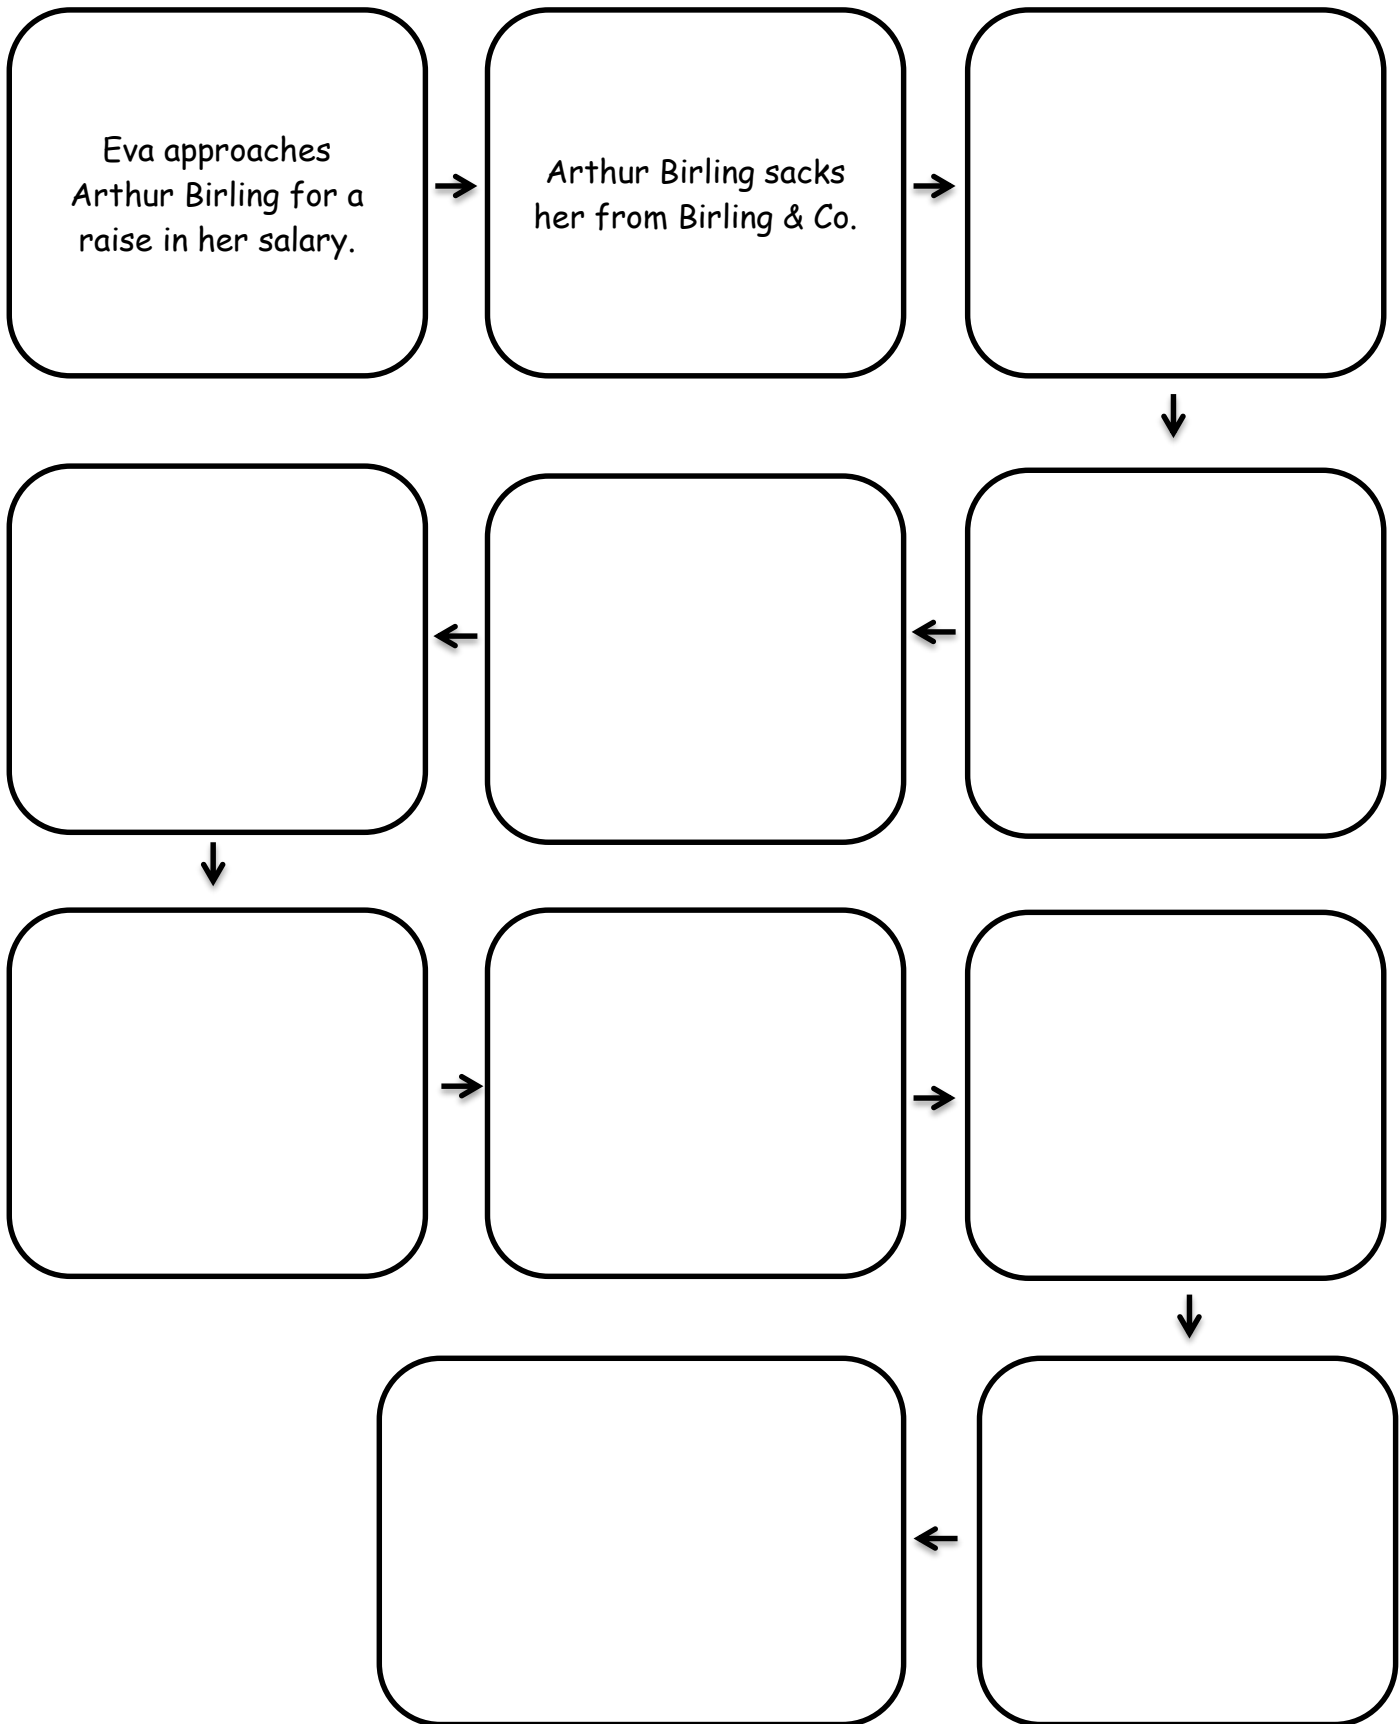 Eva approaches
Arthur Birling for a
raise in her salary.
Arthur Birling sacks
her from Birling & Co.